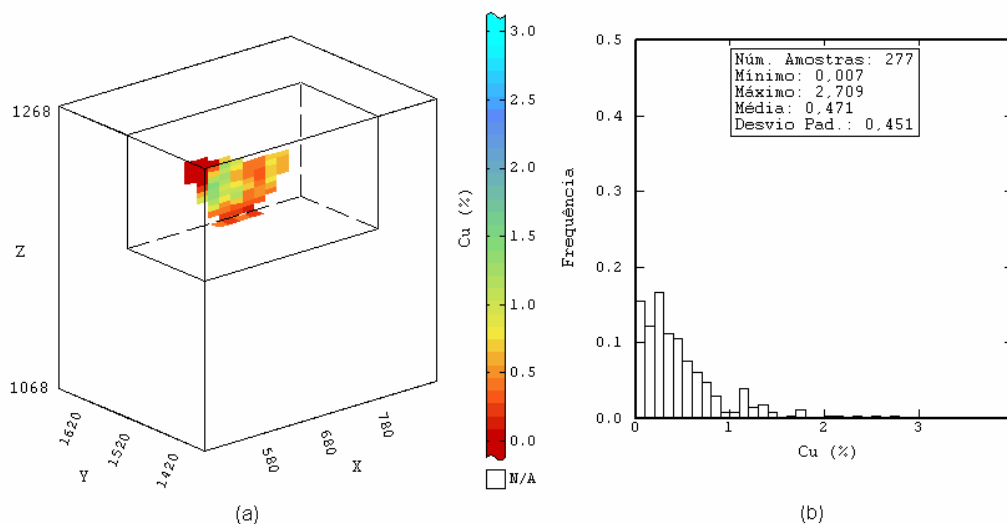 1268
Z
1068
1620
1520
1420
Y
580
680
780
X
(a)
Cu (%)
3.0
2.5
2.0
1.5
1.0
0.5
0.0
N/A
Núm. Amostras: 277
Mínimo: 0,007
Máximo: 2,709
Média: 0,471
Desvio Pad.: 0,451
Frequência
0.5
0.4
0.3
0.2
0.1
0.0
0
1
2
3
Cu (%)
(b)